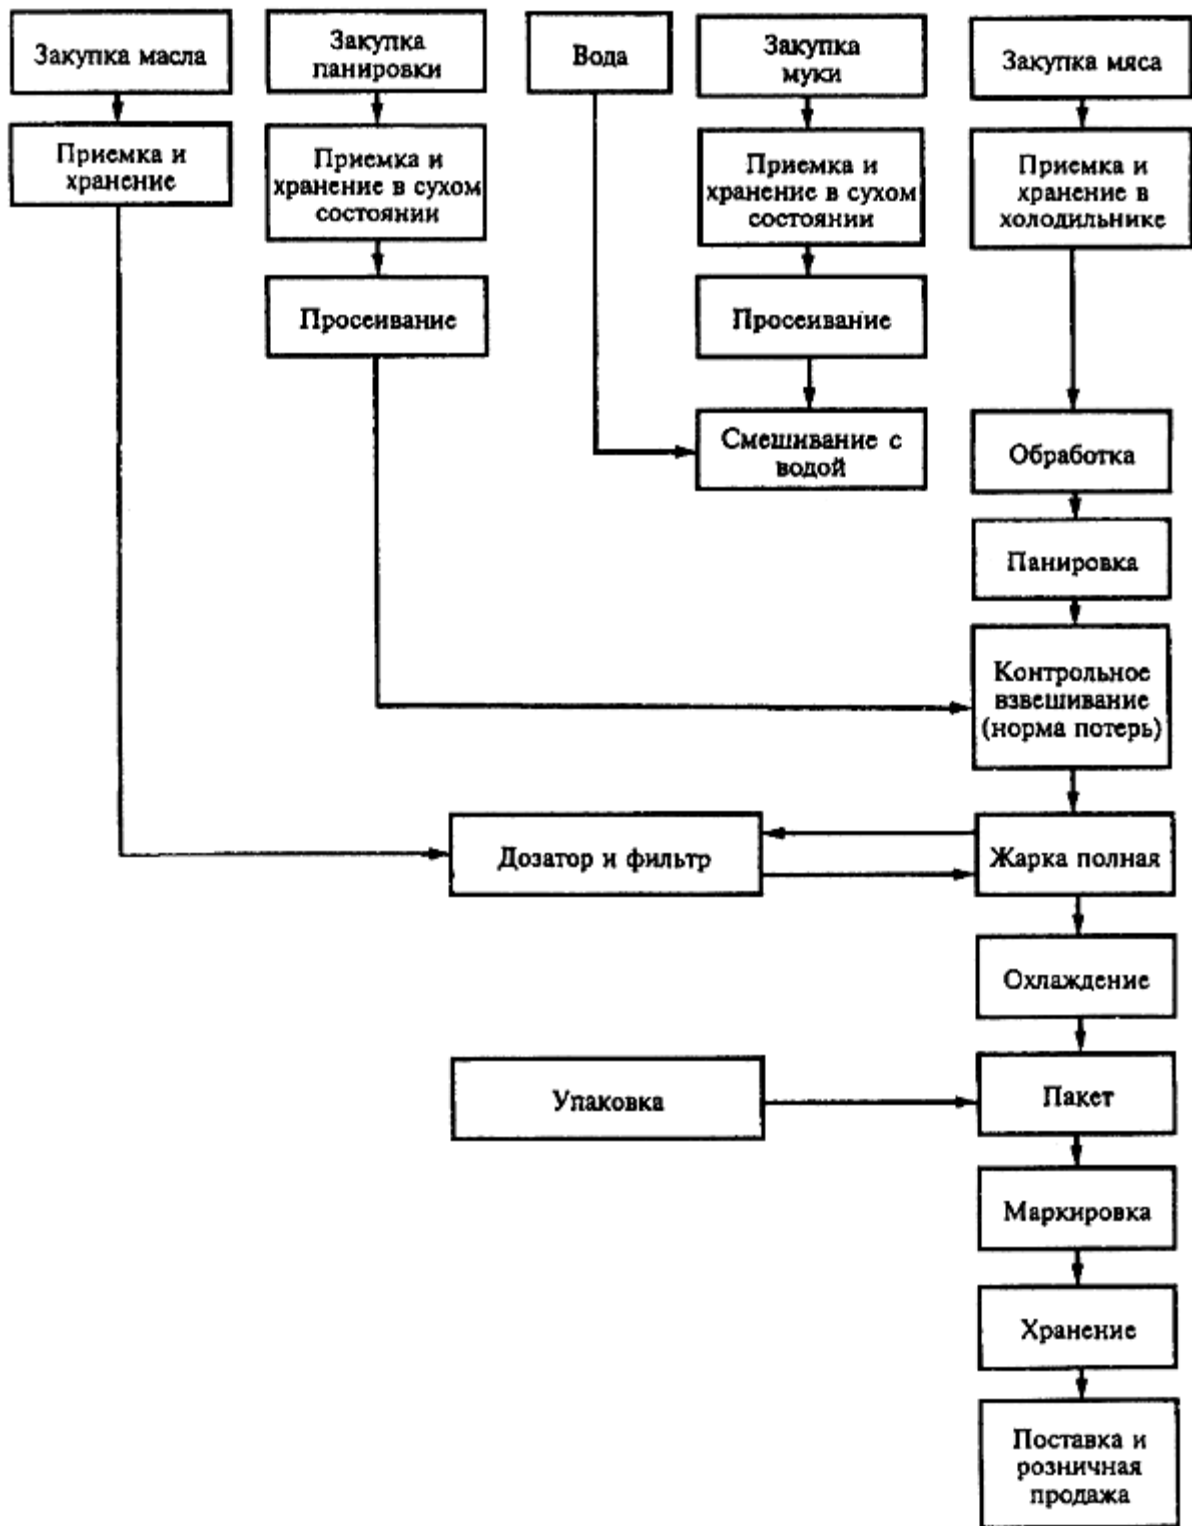 Закупка масла
Закупка
панировки
Вода
Закупка
муки
Закупка мяса
Приемка и
хранение
Приемка и
хранение в сухом
состоянии
Приемка и
хранение в сухом
состоянии
Приемка и
хранение в
холодильнике
Просеивание
Просеивание
Смешивание с
водой
Обработка
Панировка
Контрольное
взвешивание
(норма потерь)
Дозатор и фильтр
Жарка полная
Охлаждение
Упаковка
Пакет
Маркировка
Хранение
Поставка и
розничная
продажа